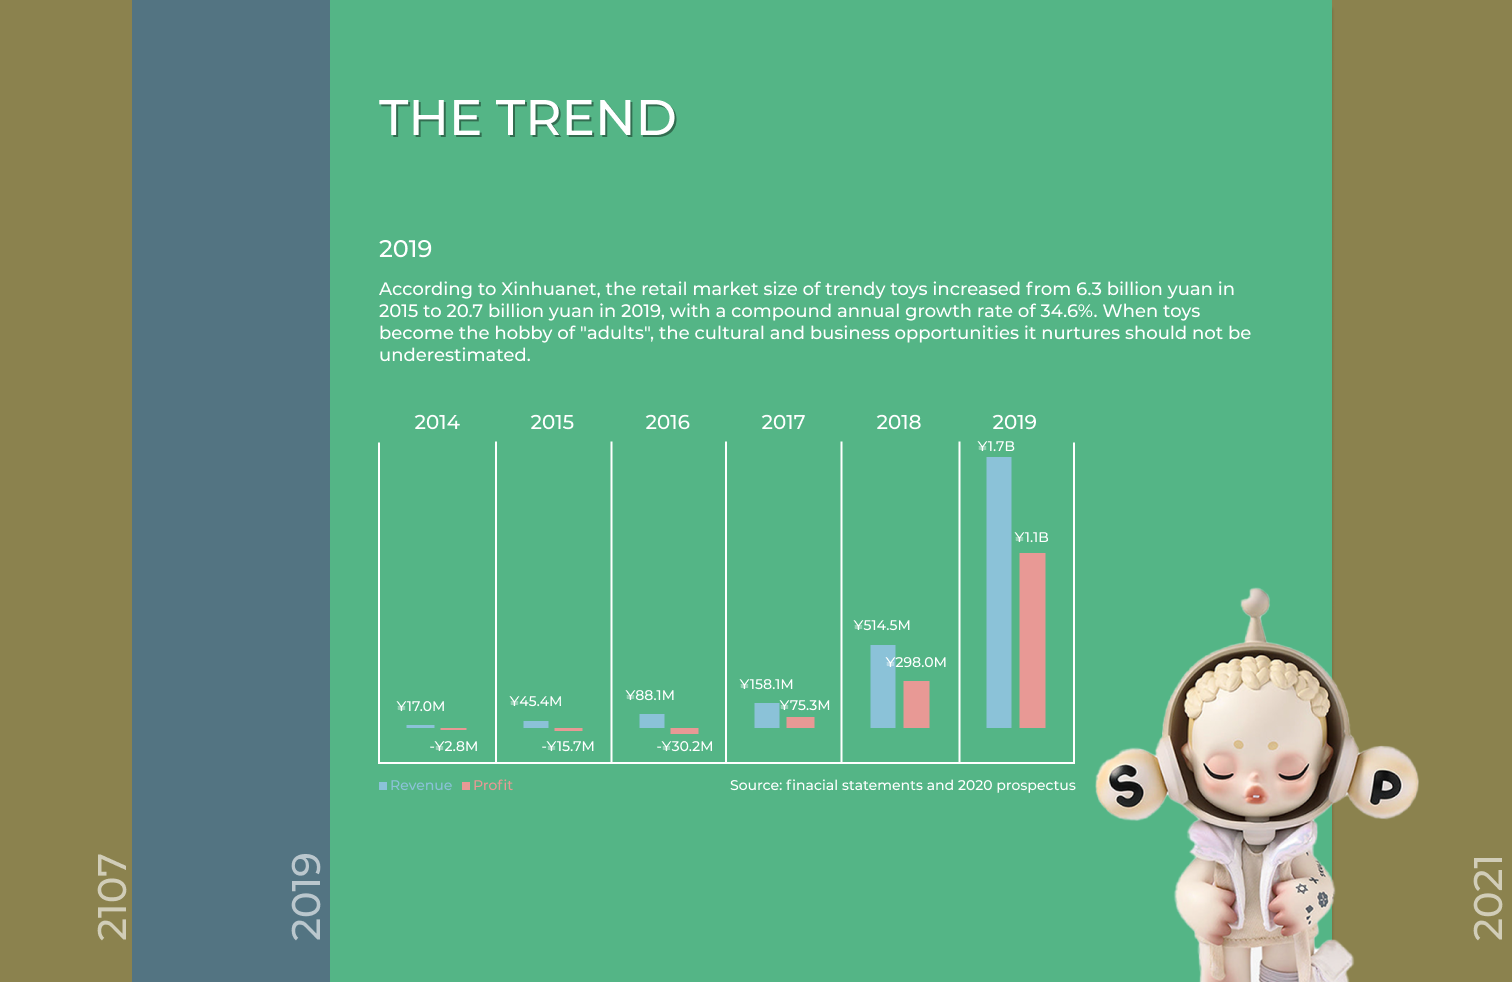 THE TREND
2019
According to Xinhuanet, the retail market size of trendy toys increased from 6.3 billion yuan in
2015 to 20.7 billion yuan in 2019, with a compound annual growth rate of 34.6%. When toys
become the hobby of "adults", the cultural and business opportunities it nurtures should not be
underestimated.
2014 2015 2016 2017 2018 2019
¥17.0M -¥2.8M
¥45.4M -¥15.7M
¥88.1M -¥30.2M
¥158.1M ¥75.3M
¥514.5M ¥298.0M
¥1.7B ¥1.1B
Revenue Profit
Source: finacial statements and 2020 prospectus
S P
2107
2019
2021